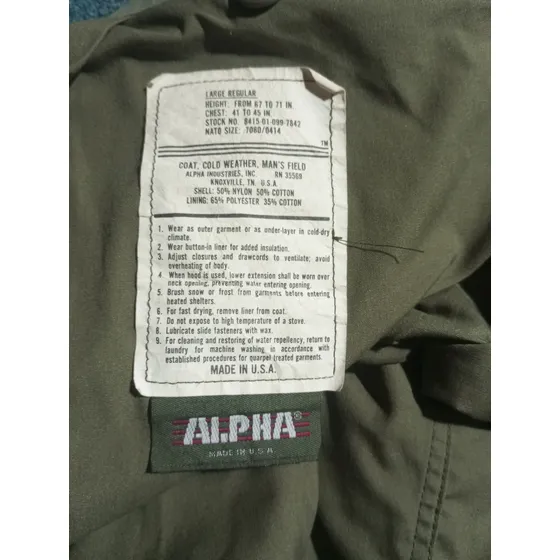 LARGE REGULAR
HEIGHT: FROM 67 TO 71 IN.
CHEST: 41 TO 45 IN.
STOCK NO. 8415-01-099-7842
NATO SIZE: 7080/0414
TM
COAT, COLD WEATHER, MAN'S FIELD
ALPHA INDUSTRIES, INC. RN 35569
KNOXVILLE, TN. U.S.A.
SHELL: 50% NYLON 50% COTTON
LINING: 65% POLYESTER 35% COTTON
1. Wear as outer garment or as under-layer in cold-dry
climate.
2. Wear button-in liner for added insulation.
3. Adjust closures and drawcords to ventilate; avoid
overheating of body.
4. When hood is used, lower extension shall be worn over
neck opening, preventing water entering opening.
5. Brush snow or frost from garments before entering
heated shelters.
6. For fast drying, remove liner from coat.
7. Do not expose to high temperature of a stove.
8. Lubricate slide fasteners with wax.
9. For cleaning and restoring of water repellency, return to
laundry for machine washing in accordance with
established procedures for quarpel-treated garments.
MADE IN U.S.A.
ALPHA®
MADE IN U.S.A.